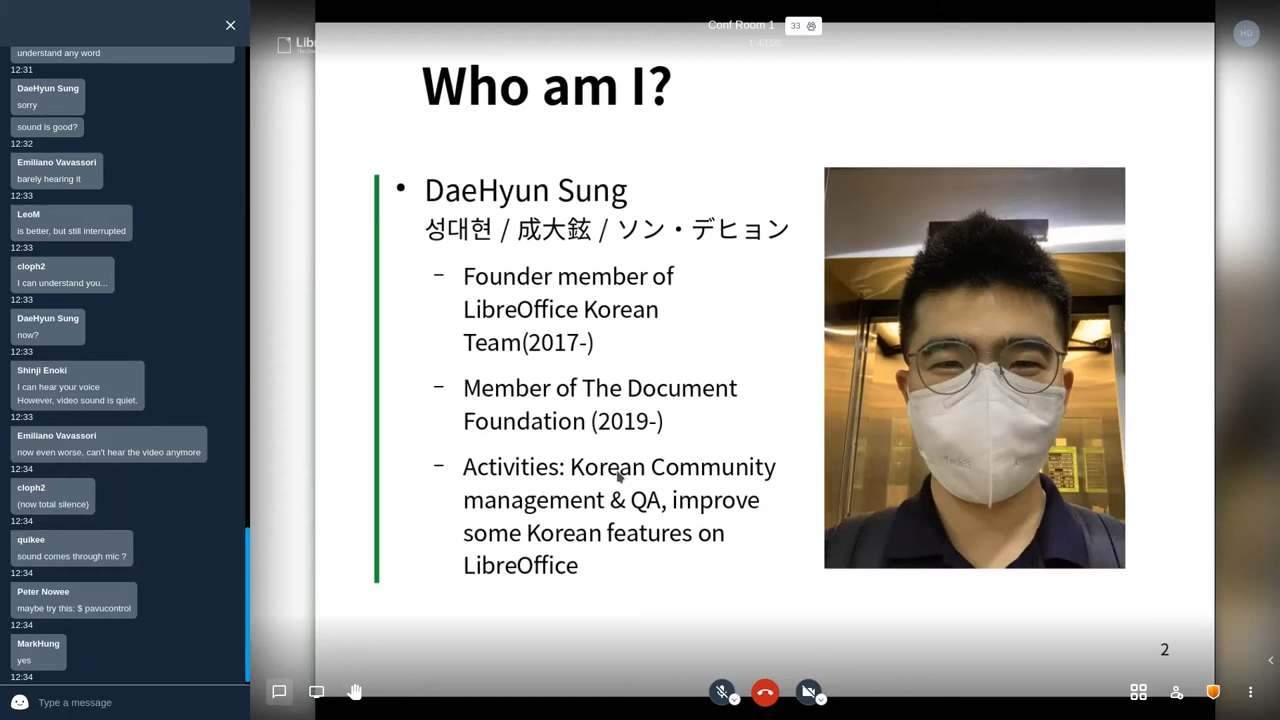 understand any word
12:31
DaeHyun Sung
sorry
sound is good?
12:32
Emiliano Vavassori
barely hearing it
12:33
LeoM
is better, but still interrupted
12:33
cloph2
I can understand you...
12:33
DaeHyun Sung
now?
12:33
Shinji Enoki
I can hear your voice
However, video sound is quiet.
12:33
Emiliano Vavassori
now even worse, can't hear the video anymore
12:34
cloph2
(now total silence)
12:34
quikee
sound comes through mic ?
12:34
Peter Nowee
maybe try this: $ pavucontrol
12:34
MarkHung
yes
12:34
Type a message
Conf Room 1
33
1:43:06
HD
Who am I?
• DaeHyun Sung
성대현 / 成大鉉 / ソン・デヒョン
– Founder member of
LibreOffice Korean
Team(2017-)
– Member of The Document
Foundation (2019-)
– Activities: Korean Community
management & QA, improve
some Korean features on
LibreOffice
2